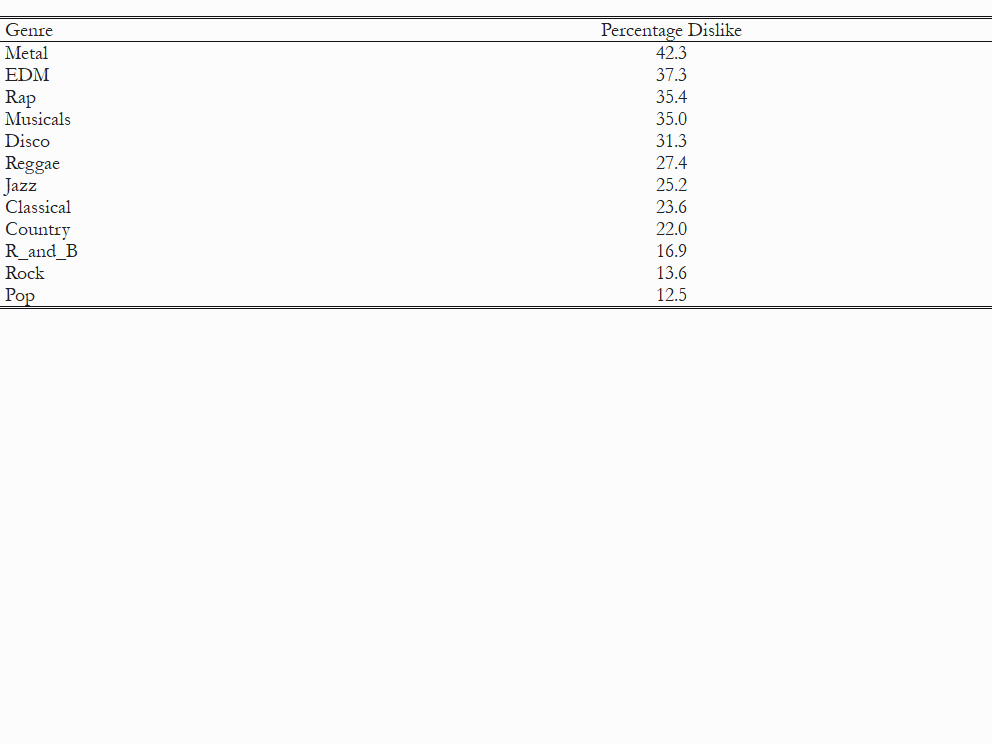 Genre Percentage Dislike
Metal 42.3
EDM 37.3
Rap 35.4
Musicals 35.0
Disco 31.3
Reggae 27.4
Jazz 25.2
Classical 23.6
Country 22.0
R_and_B 16.9
Rock 13.6
Pop 12.5